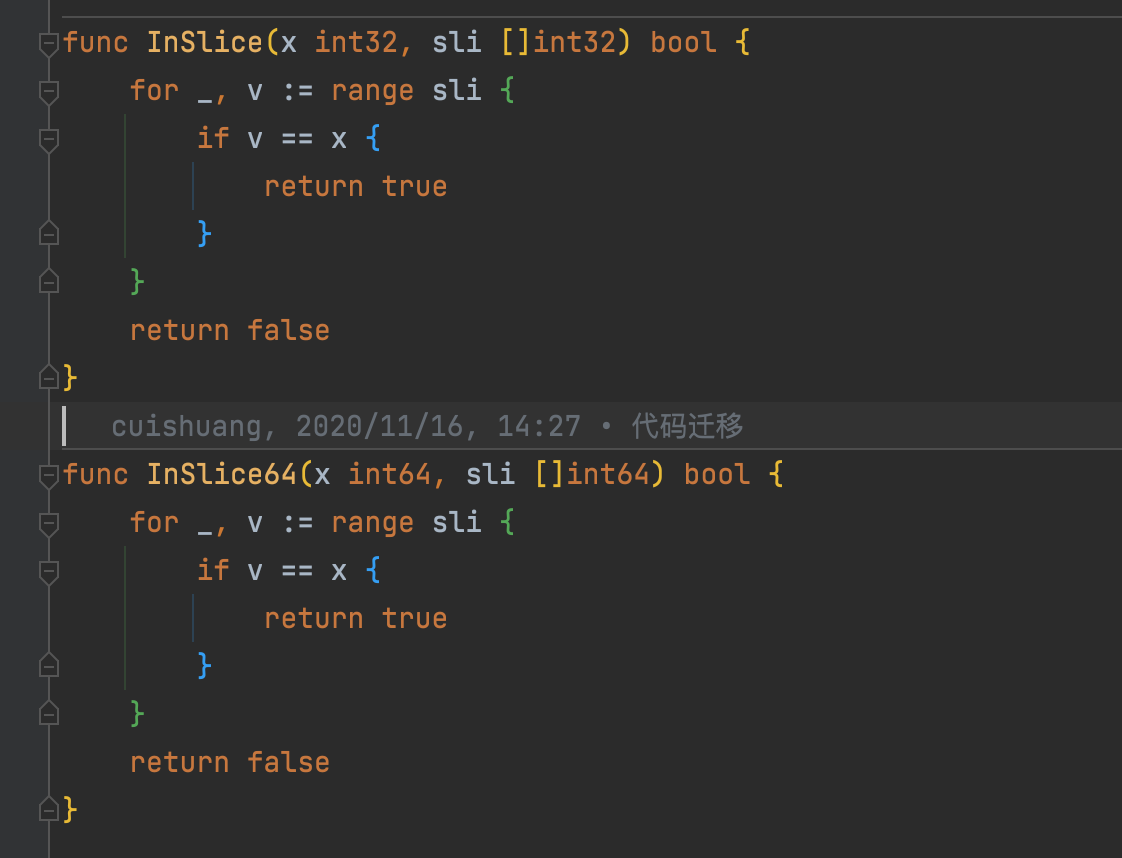 func InSlice(x int32, sli []int32) bool {
for _, v := range sli {
if v == x {
return true
}
}
return false
}
cuishuang, 2020/11/16, 14:27 • 代码迁移
func InSlice64(x int64, sli []int64) bool {
for _, v := range sli {
if v == x {
return true
}
}
return false
}